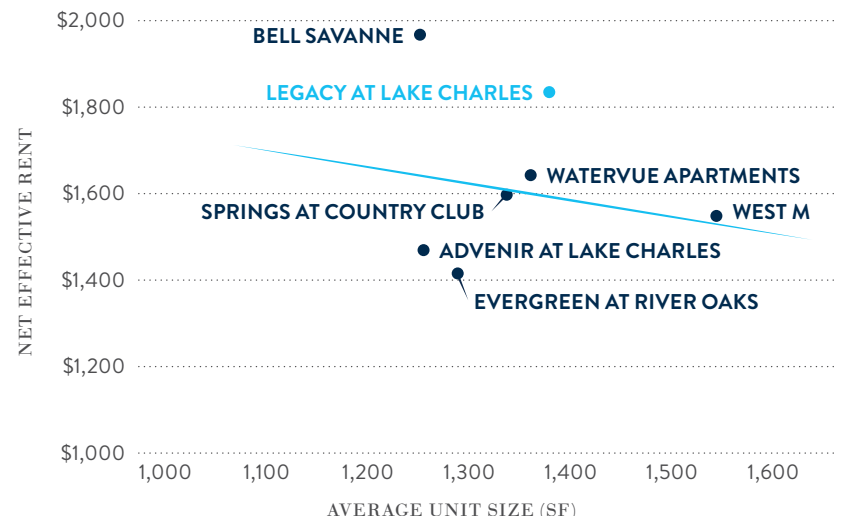 $2,000
BELL SAVANNE
LEGACY AT LAKE CHARLES
$1,800
WATERVUE APARTMENTS
$1,600
SPRINGS AT COUNTRY CLUB
WEST M
ADVENIR AT LAKE CHARLES
$1,400
EVERGREEN AT RIVER OAKS
$1,200
$1,000
NET EFFECTIVE RENT
1,000 1,100 1,200 1,300 1,400 1,500 1,600
AVERAGE UNIT SIZE (SF)